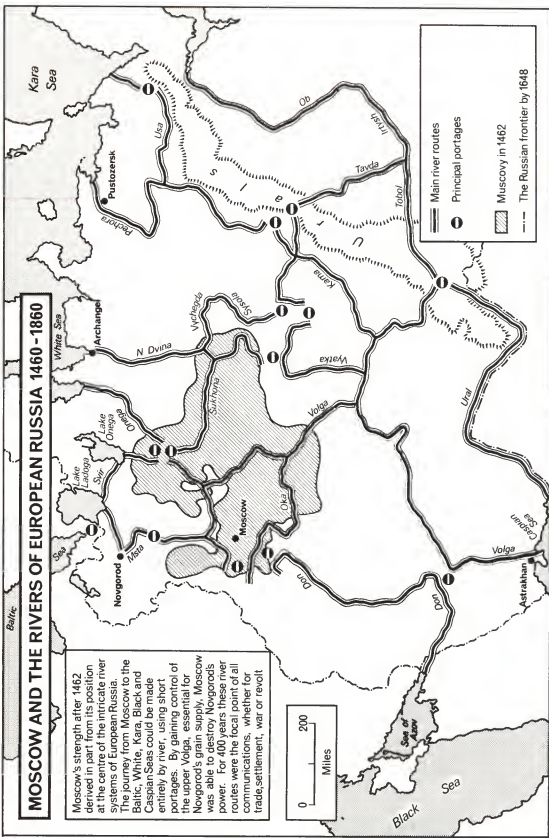 MOSCOW AND THE RIVERS OF EUROPEAN RUSSIA 1460-1860
Moscow's strength after 1462
derived in part from its position
at the centre of the intricate river
systems of European Russia.
The journey from Moscow to the
Baltic, White, Kara, Black and
Caspian Seas could be made
entirely by river, using short
portages. By gaining control of
the upper Volga, essential for
Novgorod's grain supply, Moscow
was able to destroy Novgorods
power. For 400 years these river
routes were the focal point of all
communications, whether for
trade, settlement, war or revolt
0
200
Miles
Baltic
Sea
Lake
Ladoga
Svir
Lake
Onega
Onega
White Sea
Archangel
N Dvina
Vychegda
Sysola
Sukhona
Pustozersk
Pechora
Usa
Kara
Sea
Ob
Irtysh
Tavda
Tobol
U r a l s
Kama
Vyatka
Volga
Novgorod
Msta
Moscow
Oka
Don
Don
Volga
Ural
Astrakhan
Caspian
Sea
Sea of
Azov
Black Sea
Main river routes
Principal portages
Muscovy in 1462
The Russian frontier by 1648